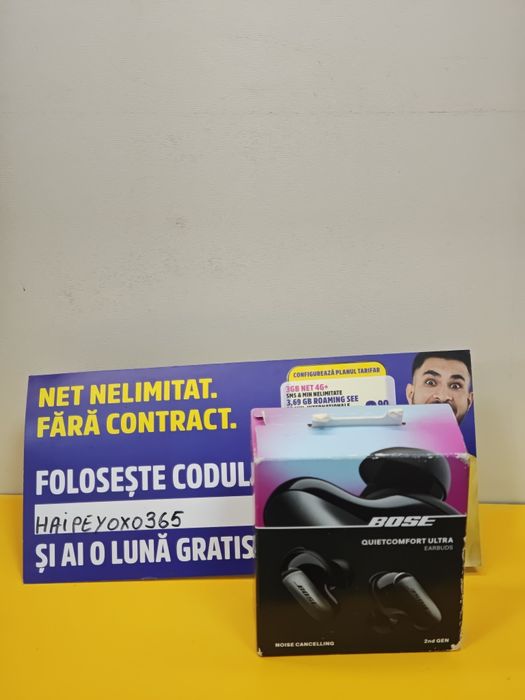 NET NELIMITAT.
FĂRĂ CONTRACT.
FOLOSEȘTE CODUL
HAIPEYOXO365
ȘI AI O LUNĂ GRATIS
CONFIGUREAZĂ PLANUL TARIFAR
3GB NET 4G+
SMS & MIN NELIMITATE
3,69 GB ROAMING SEE
BOSE
QUIETCOMFORT ULTRA
EARBUDS
BOSE
NOISE CANCELLING
2nd GEN